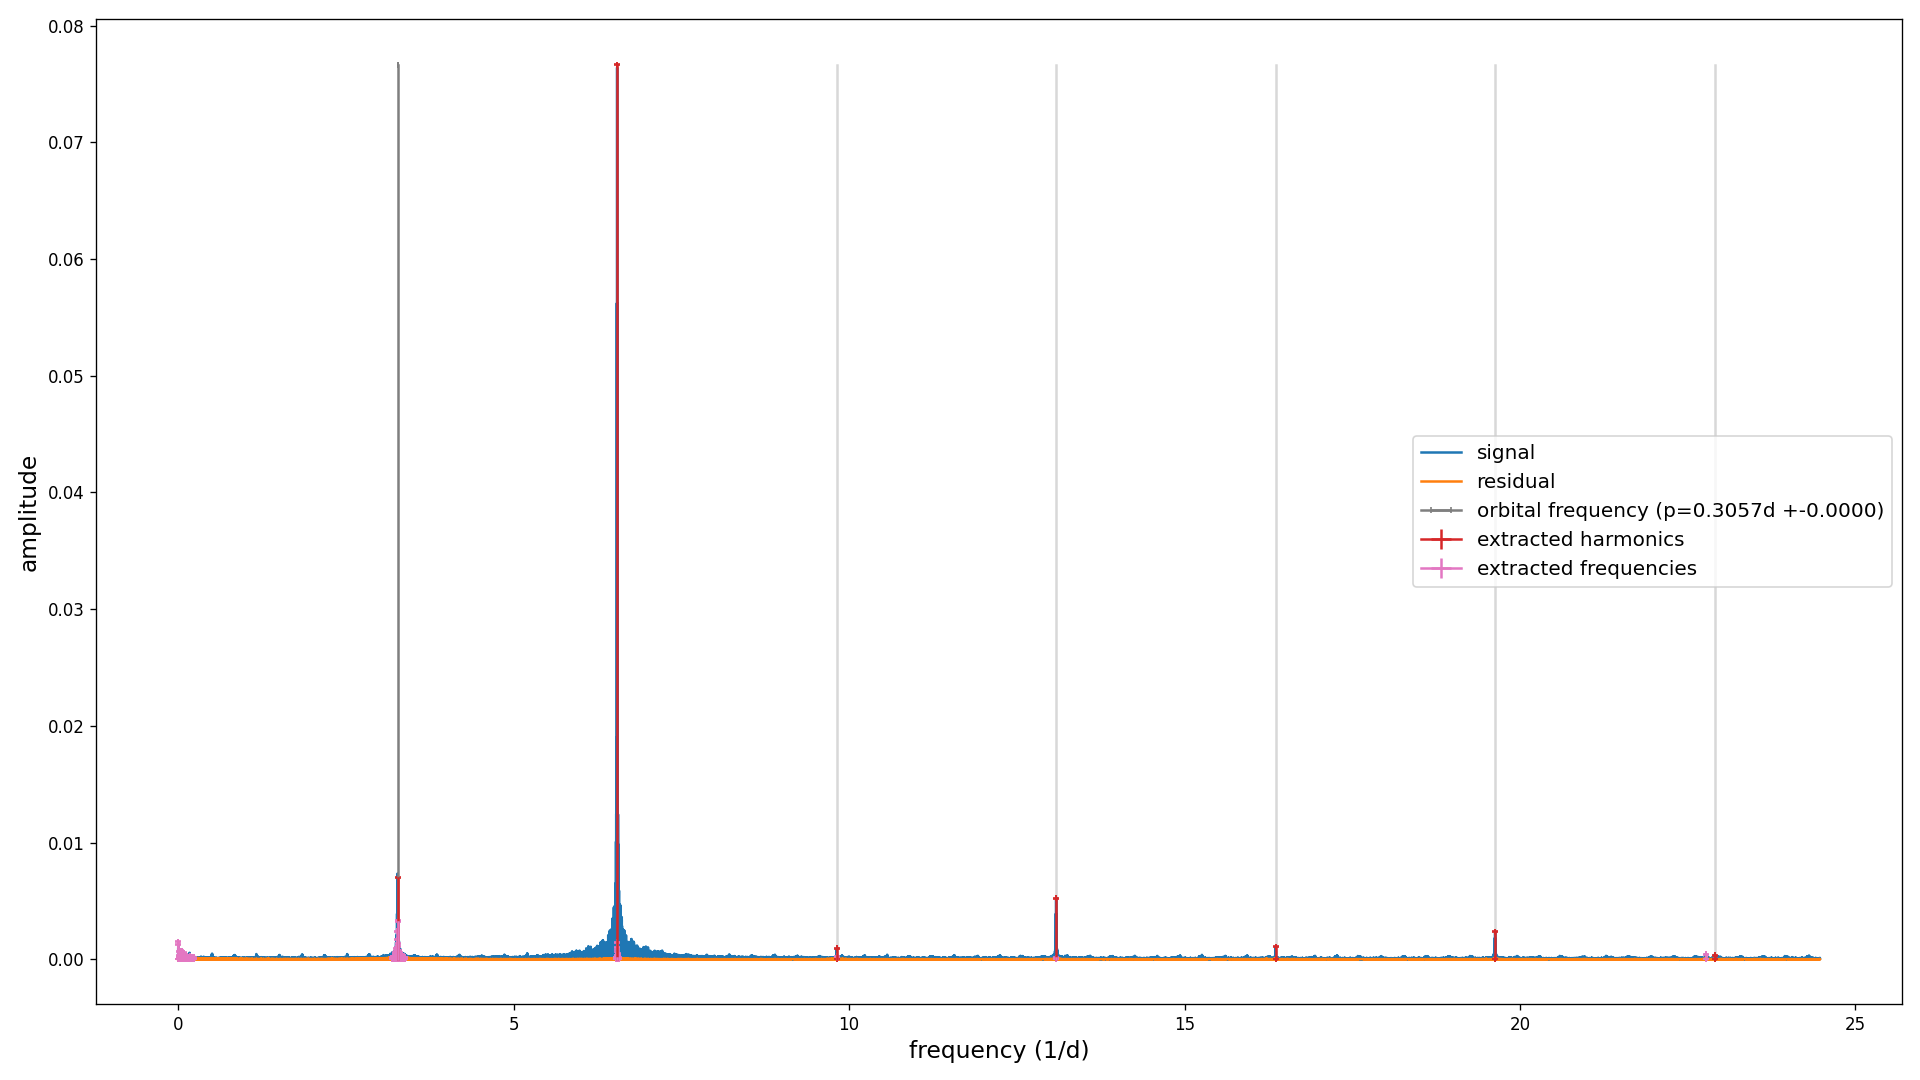 0.08
0.07
0.06
0.05
0.04
0.03
0.02
0.01
0.00
amplitude
signal
residual
orbital frequency (p=0.3057d +-0.0000)
extracted harmonics
extracted frequencies
0 5 10 15 20 25
frequency (1/d)